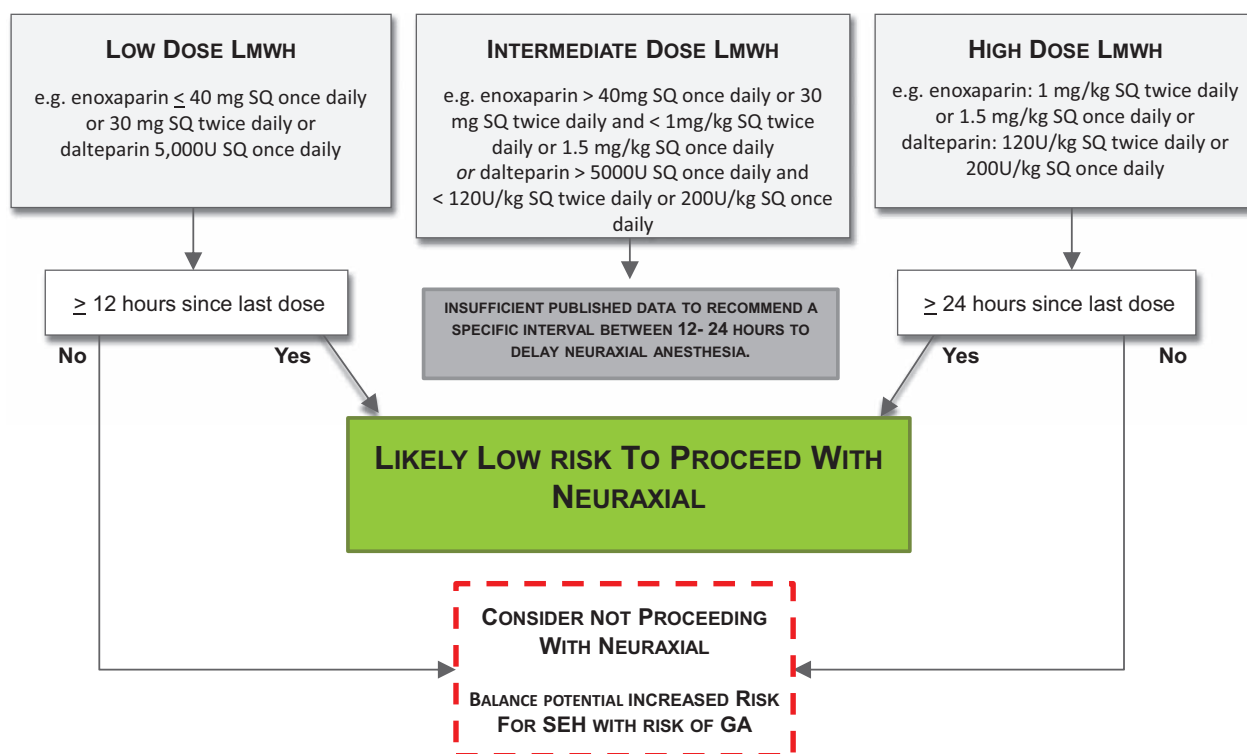 LOW DOSE LMWH
e.g. enoxaparin ≤ 40 mg SQ once daily
or 30 mg SQ twice daily or
dalteparin 5,000U SQ once daily
INTERMEDIATE DOSE LMWH
e.g. enoxaparin > 40mg SQ once daily or 30
mg SQ twice daily and < 1mg/kg SQ twice
daily or 1.5 mg/kg SQ once daily
or dalteparin > 5000U SQ once daily and
< 120U/kg SQ twice daily or 200U/kg SQ once
daily
HIGH DOSE LMWH
e.g. enoxaparin: 1 mg/kg SQ twice daily
or 1.5 mg/kg SQ once daily or
dalteparin: 120U/kg SQ twice daily or
200U/kg SQ once daily
≥ 12 hours since last dose
INSUFFICIENT PUBLISHED DATA TO RECOMMEND A
SPECIFIC INTERVAL BETWEEN 12- 24 HOURS TO
DELAY NEURAXIAL ANESTHESIA.
≥ 24 hours since last dose
No
Yes
Yes
No
LIKELY LOW RISK TO PROCEED WITH
NEURAXIAL
CONSIDER NOT PROCEEDING
WITH NEURAXIAL
BALANCE POTENTIAL INCREASED RISK
FOR SEH WITH RISK OF GA